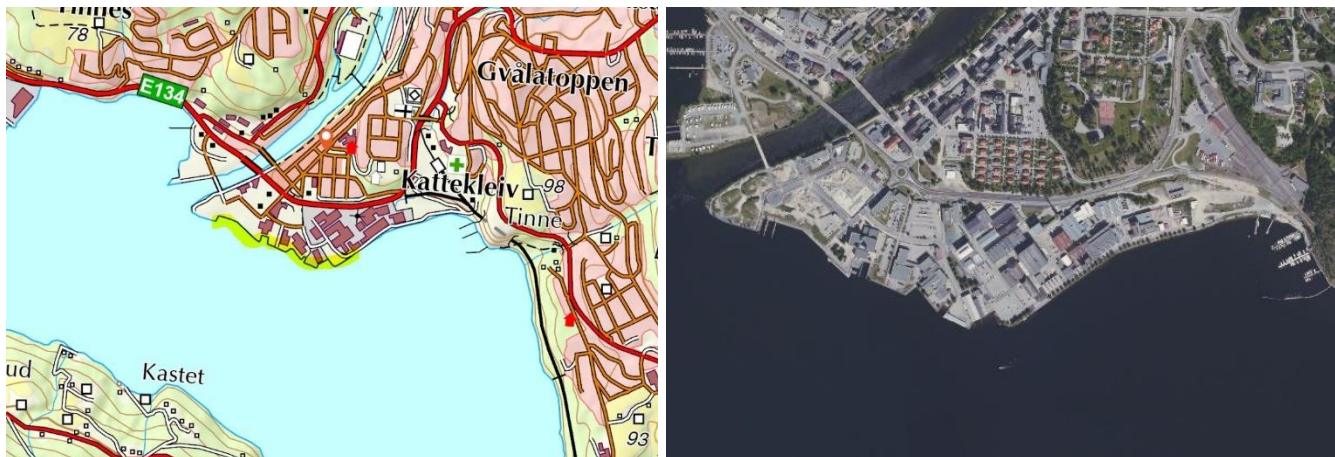 Tinnes
78
E134
Gvålatoppen
Kattekleiv
98
Tinne
Kastet
ud
93